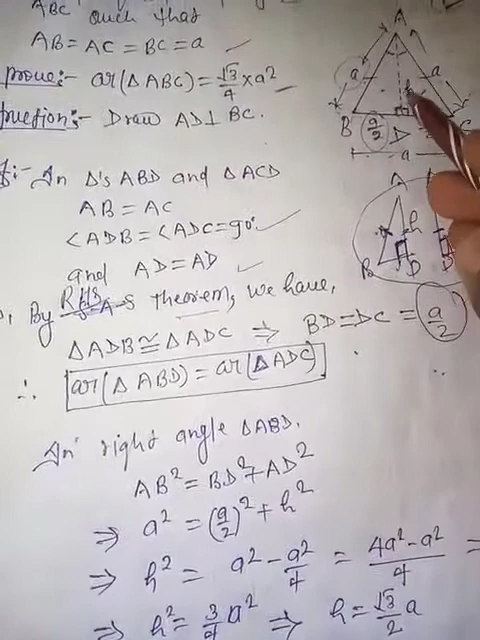 ABC such that
AB = AC = BC = a
prove:- ar(ΔABC) = √3/4 × a²
truction:- Draw AD⊥ BC.
f:- In Δ's ABD and ΔACD
AB = AC
<ADB = <ADC = 90°
and AD = AD
By RHS Theorem, we have,
ΔADB ≅ ΔADC ⇒ BD = DC = a/2
∴ ar(ΔABD) = ar(ΔADC)
In right angle ΔABD.
AB² = BD² + AD²
⇒ a² = (a/2)² + h²
⇒ h² = a² - a²/4 = 4a² - a²/4 =
⇒ h² = 3/4 a² ⇒ h = √3/2 a
A
a
a
h
B
a/2
D
C
a
A
h
B
D
D